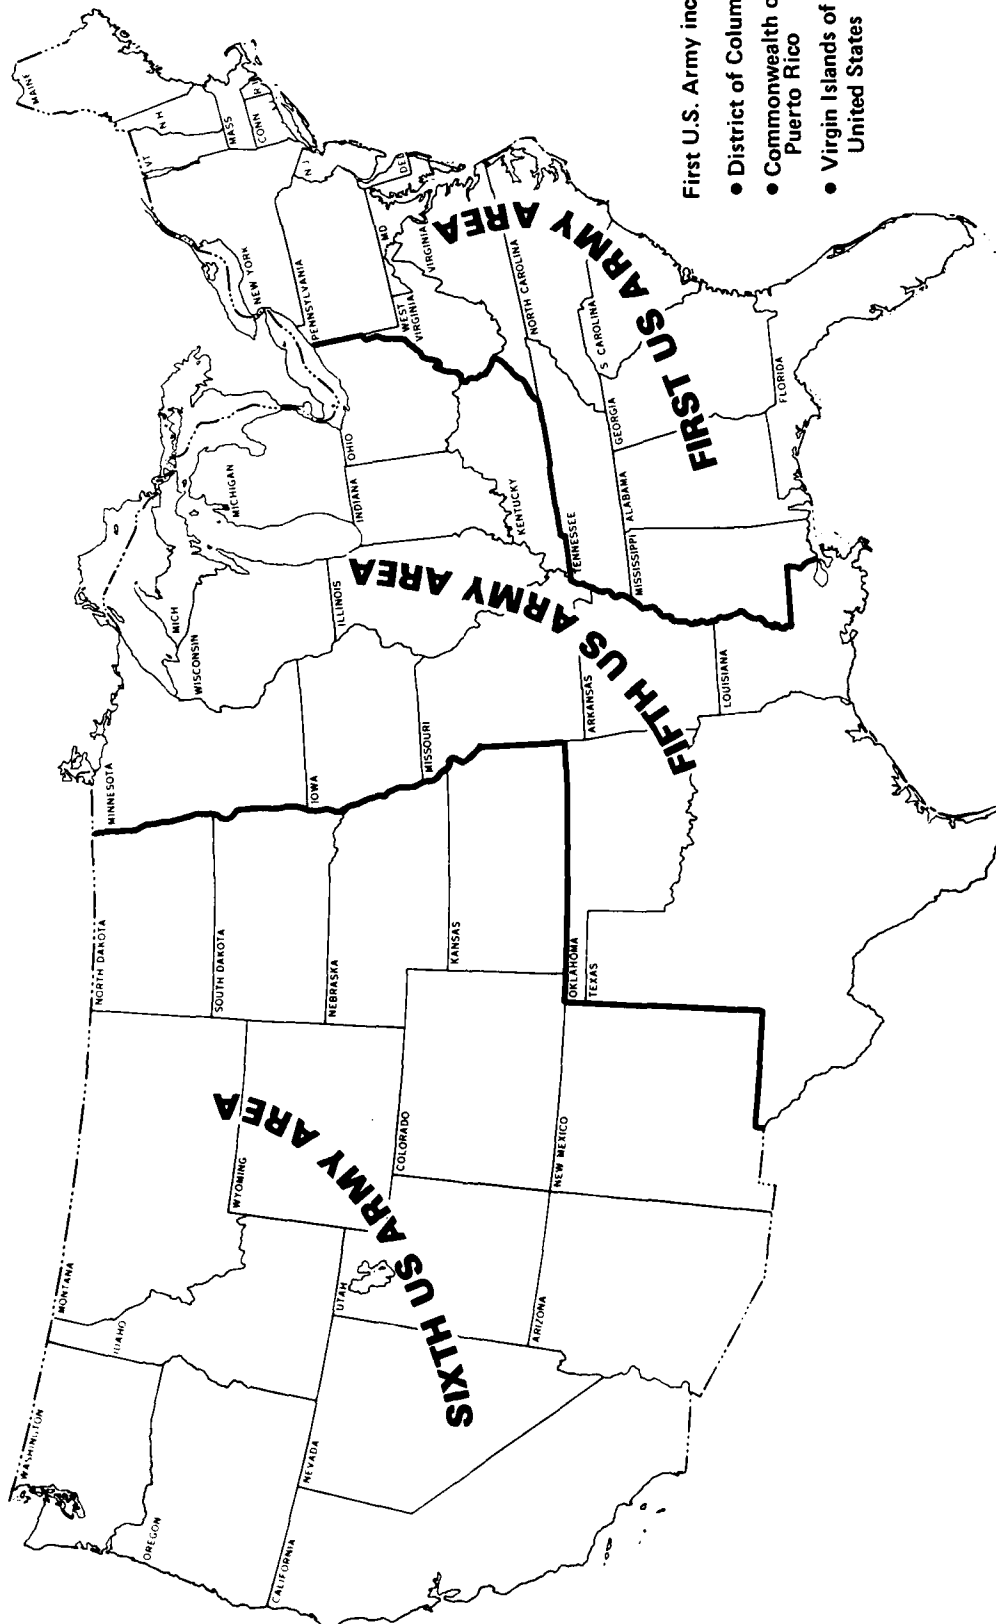 WASHINGTON
OREGON
CALIFORNIA
NEVADA
IDAHO
MONTANA
WYOMING
UTAH
ARIZONA
COLORADO
NEW MEXICO
SIXTH US ARMY AREA
NORTH DAKOTA
SOUTH DAKOTA
NEBRASKA
KANSAS
OKLAHOMA
TEXAS
MINNESOTA
IOWA
MISSOURI
ARKANSAS
LOUISIANA
WISCONSIN
MICH
MICHIGAN
ILLINOIS
INDIANA
OHIO
KENTUCKY
FIFTH US ARMY AREA
TENNESSEE
MISSISSIPPI
ALABAMA
GEORGIA
FLORIDA
S CAROLINA
NORTH CAROLINA
VIRGINIA
WEST
VIRGINIA
MD
DEL
PENNSYLVANIA
N J
NEW YORK
CONN
R I
MASS
VT
N H
MAINE
FIRST US ARMY AREA
First U.S. Army
• District of
• Commonwealth
Puerto Rico
• Virgin Islands of
United States